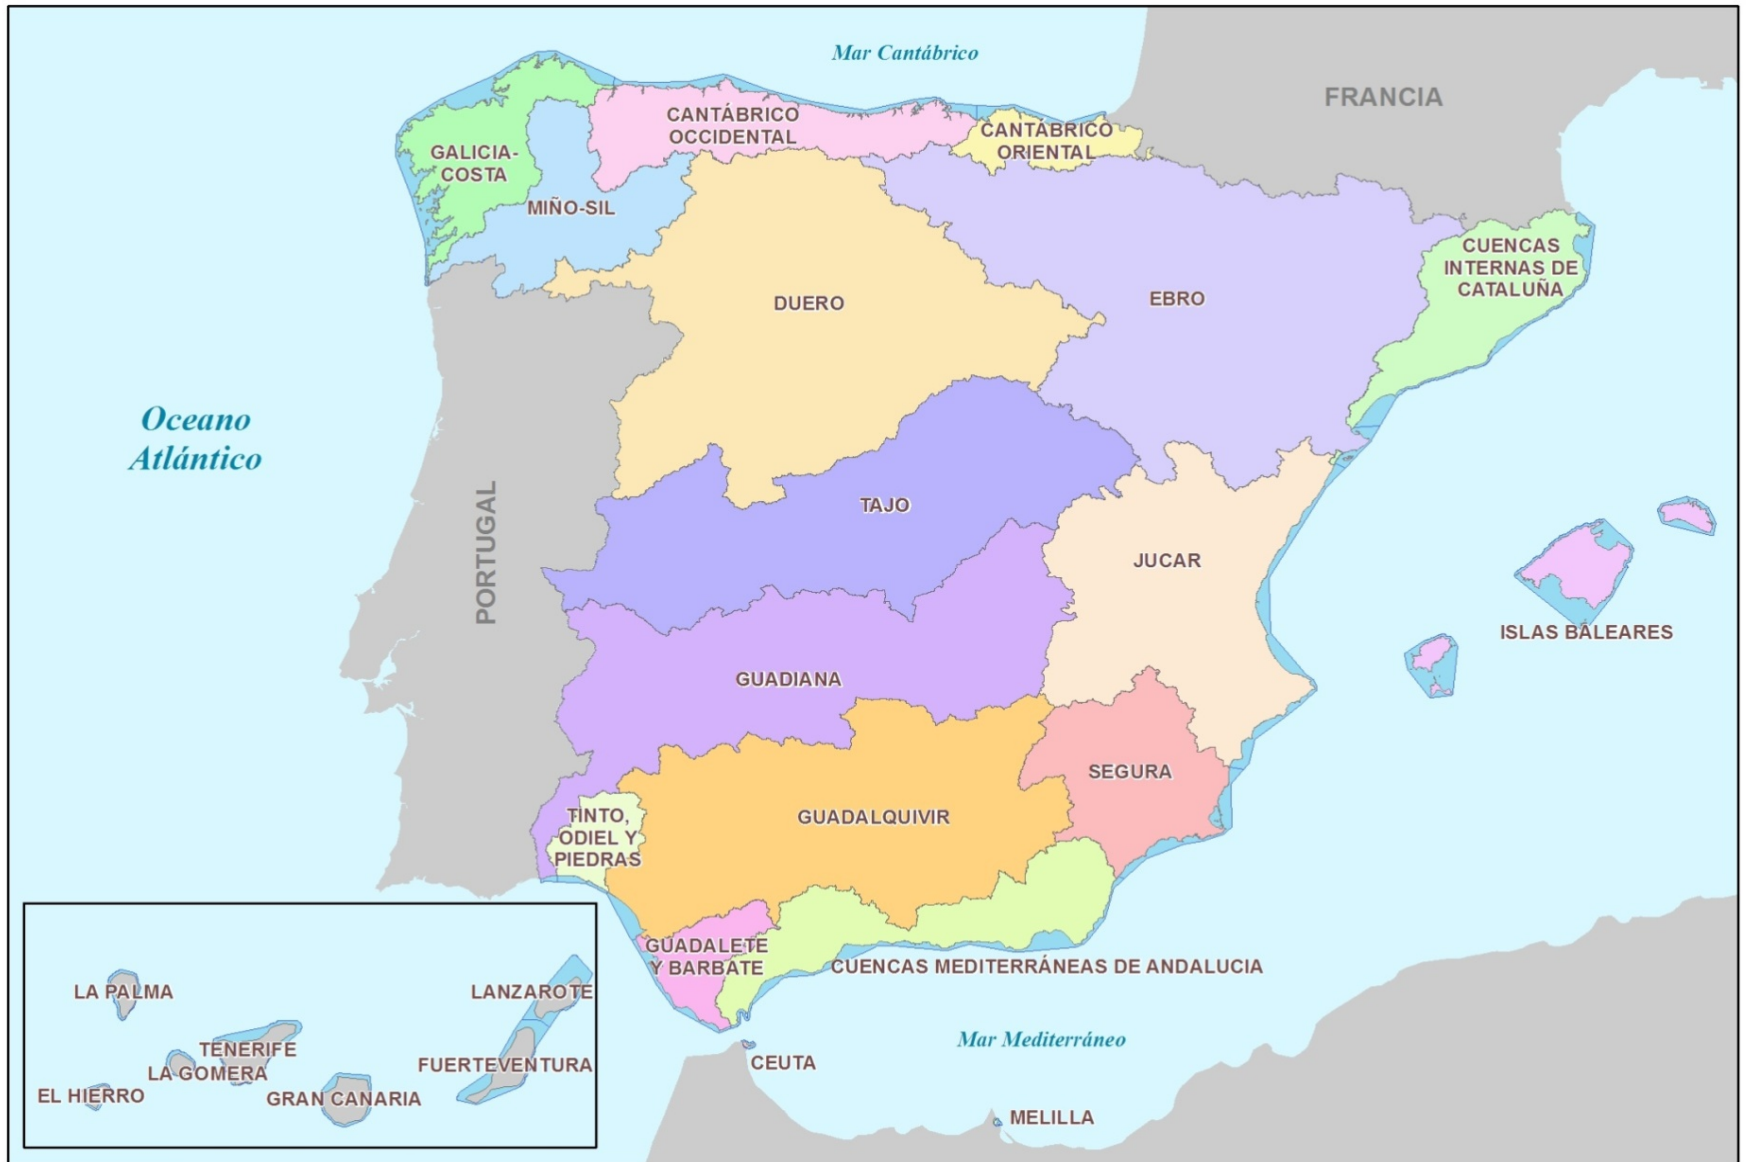 Mar Cantábrico
FRANCIA
CANTÁBRICO
OCCIDENTAL
CANTÁBRICO
ORIENTAL
GALICIA-
COSTA
MIÑO-SIL
CUENCAS
INTERNAS DE
CATALUÑA
DUERO
EBRO
Oceano
Atlántico
PORTUGAL
TAJO
JUCAR
ISLAS BALEARES
GUADIANA
SEGURA
TINTO,
ODIEL Y
PIEDRAS
GUADALQUIVIR
GUADALETE
Y BARBATE
CUENCAS MEDITERRÁNEAS DE ANDALUCIA
Mar Mediterráneo
CEUTA
MELILLA
LA PALMA
LANZAROTE
TENERIFE
LA GOMERA
FUERTEVENTURA
EL HIERRO
GRAN CANARIA